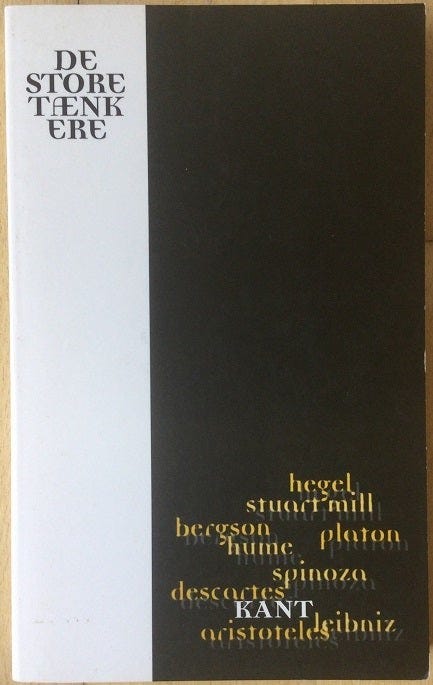 DE
STORE
TÆNK
ERE
hegel
stuart mill
bergson platon
hume
spinoza
descartes
KANT leibniz
aristoteles